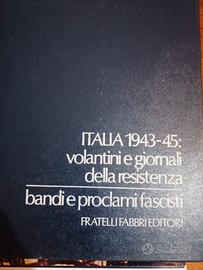 ITALIA 1943-45:
volantini e giornali
della resistenza
bandi e proclami fascisti
FRATELLI FABBRI EDITORI